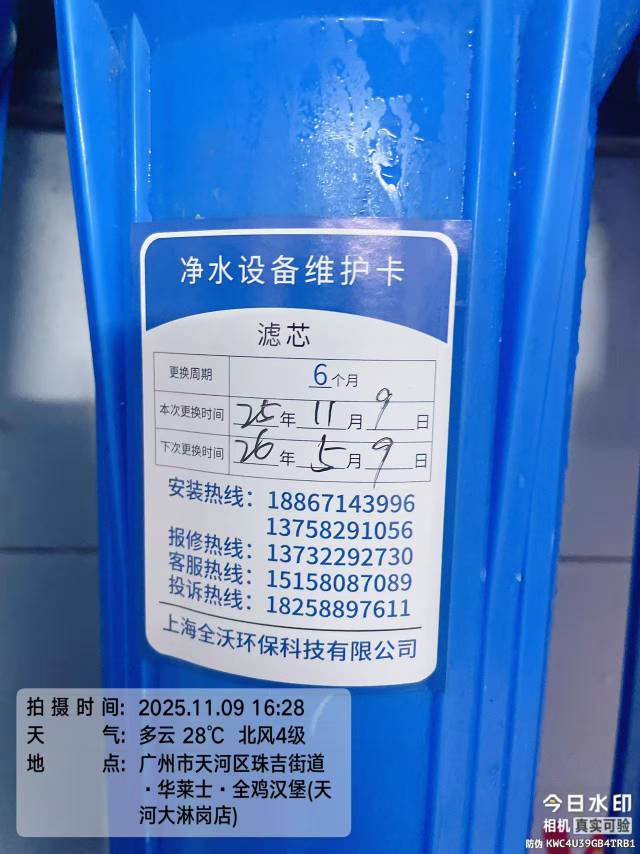 净水设备维护卡
滤芯
更换周期 6个月
本次更换时间 25年11月9日
下次更换时间 26年5月9日
安装热线：18867143996
13758291056
报修热线：13732292730
客服热线：15158087089
投诉热线：18258897611
上海全沃环保科技有限公司
拍摄时间：2025.11.09 16:28
天气：多云 28℃ 北风4级
地点：广州市天河区珠吉街道
·华莱士·全鸡汉堡(天
河大淋岗店)
今日水印
相机 真实可验
防伪 KWC4U39GB4TRB1